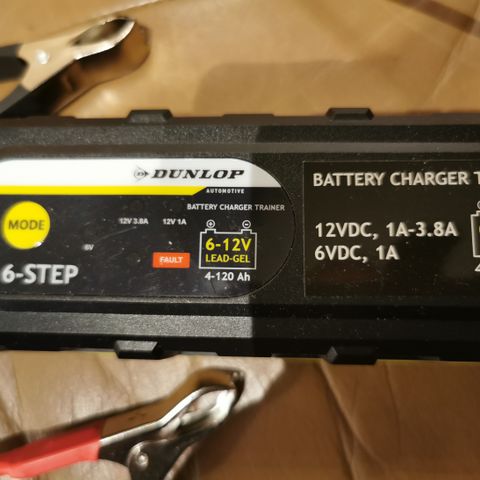 DUNLOP
AUTOMOTIVE
BATTERY CHARGER TRAINER
MODE
12V 3.8A
12V 1A
6V
6-12V
LEAD-GEL
FAULT
4-120 Ah
6-STEP
BATTERY CHARGER
12VDC, 1A-3.8A
6VDC, 1A